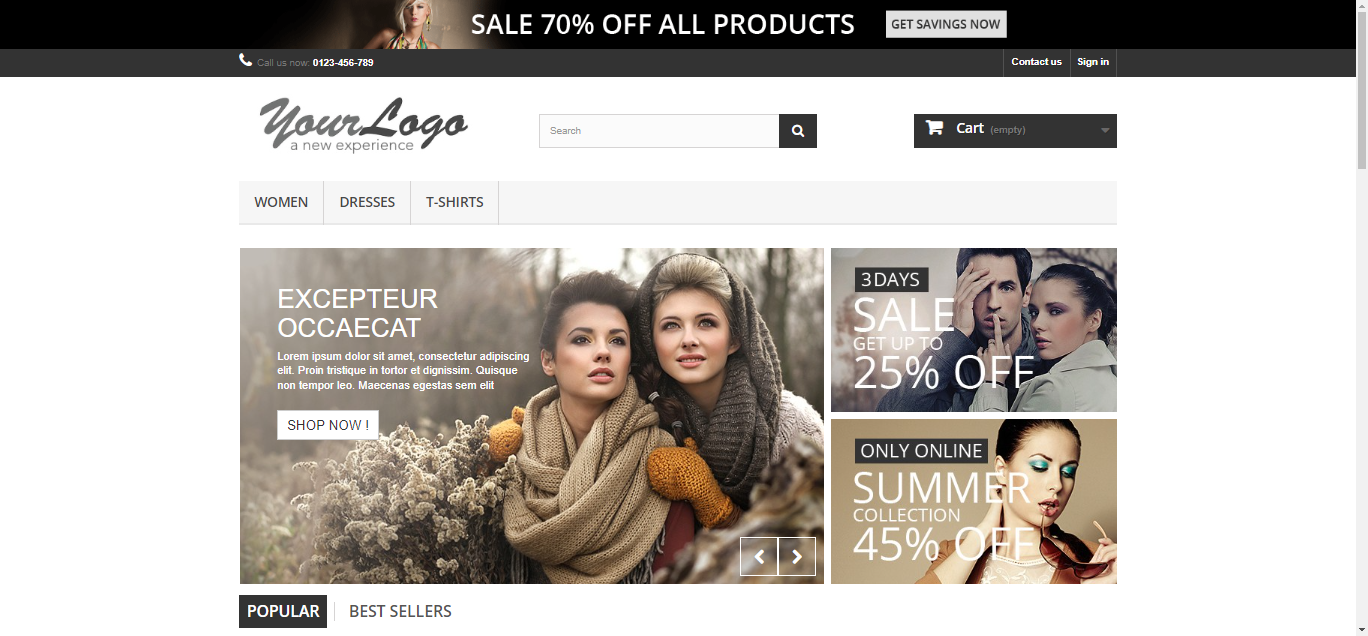 SALE 70% OFF ALL PRODUCTS
GET SAVINGS NOW
Call us now: 0123-456-789
Contact us
Sign in
YourLogo
a new experience
Search
Cart (empty)
WOMEN
DRESSES
T-SHIRTS
EXCEPTEUR
OCCAECAT
Lorem ipsum dolor sit amet, consectetur adipiscing
elit. Proin tristique in tortor et dignissim. Quisque
non tempor leo. Maecenas egestas sem elit
SHOP NOW !
3 DAYS
SALE
GET UP TO
25% OFF
ONLY ONLINE
SUMMER
COLLECTION
45% OFF
POPULAR
BEST SELLERS